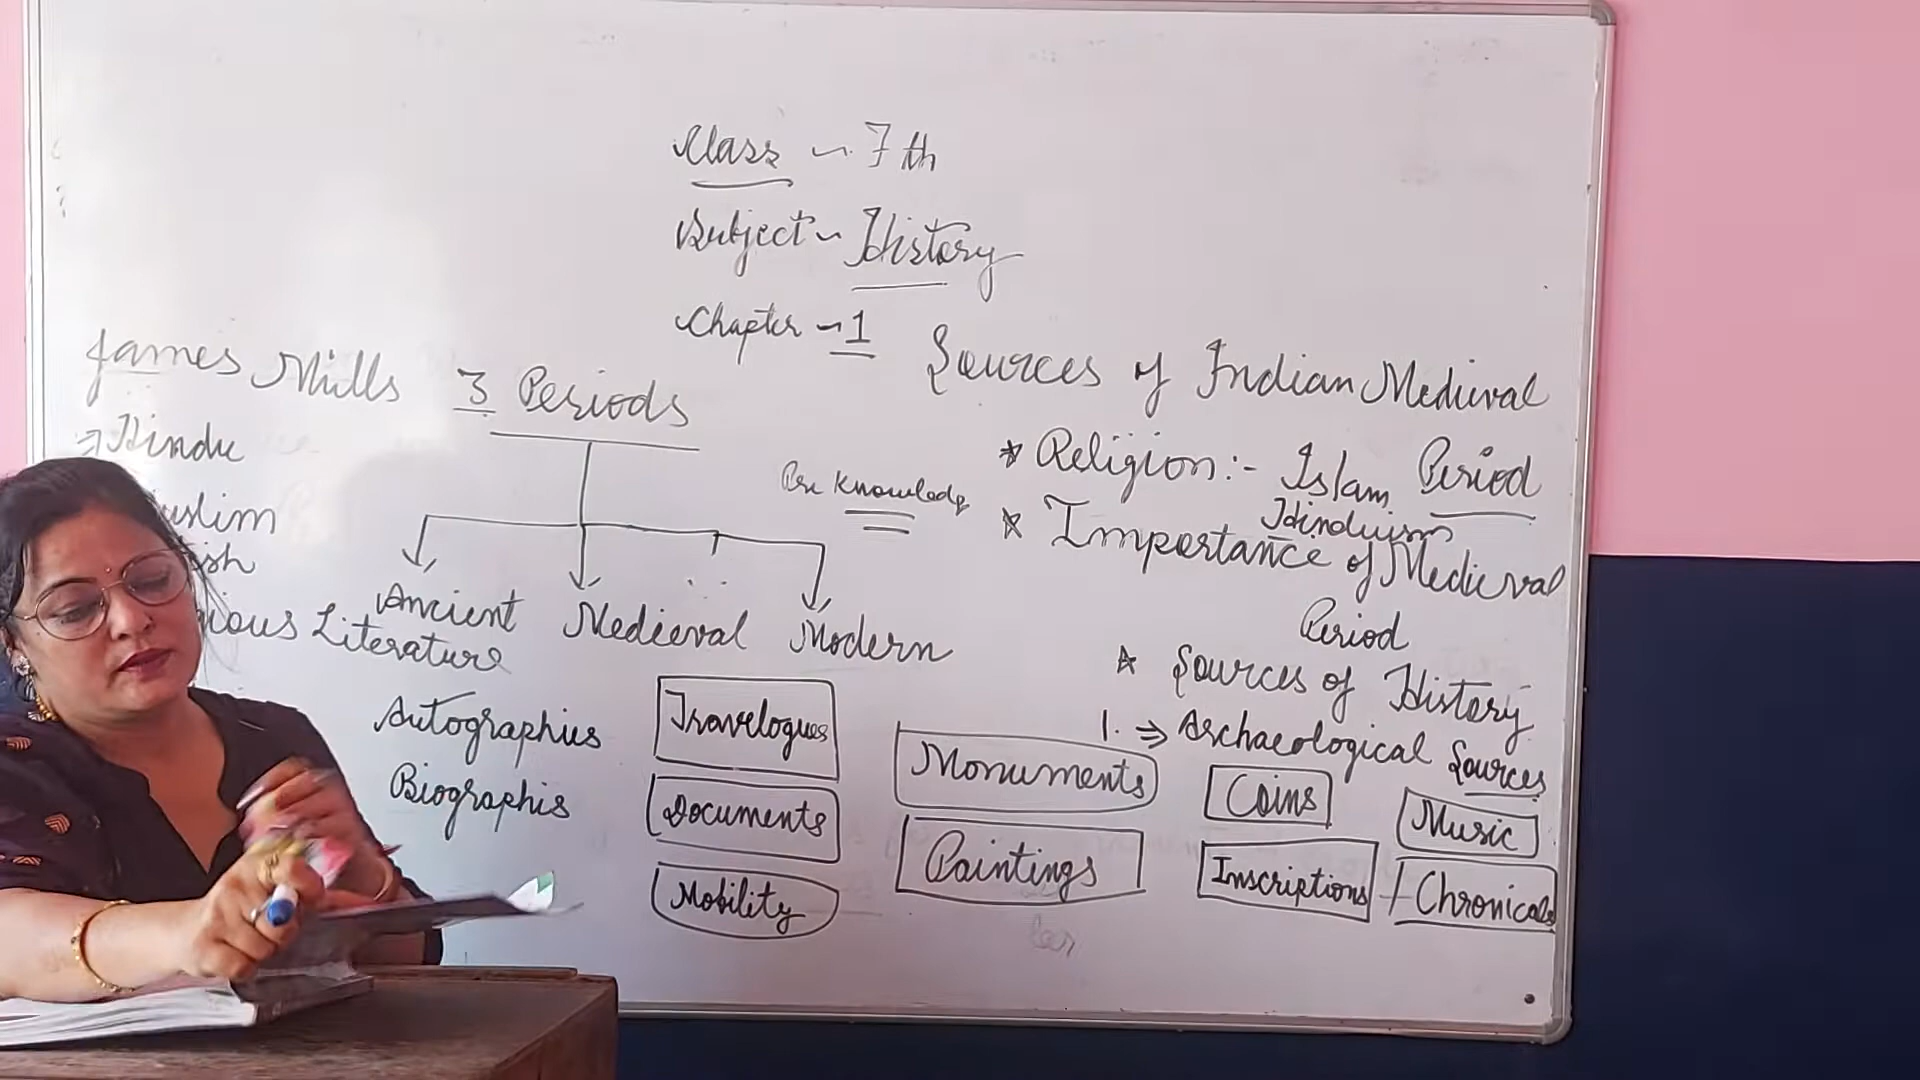 Class ~ 7th
Subject ~ History
Chapter ~ 1
Sources of Indian Medieval
Period
James Mills
⇒ Hindu
3 Periods
Ancient Medieval Modern
Pre Knowledge
* Religion :- Islam
Hinduism
* Importance of Medieval
Period
* Sources of History
1. ⇒ Archaeological Sources
Literature
Autographies
Biographis
Travelogues
Documents
Mobility
Monuments
Paintings
Coins
Inscriptions
Music
Chronicals